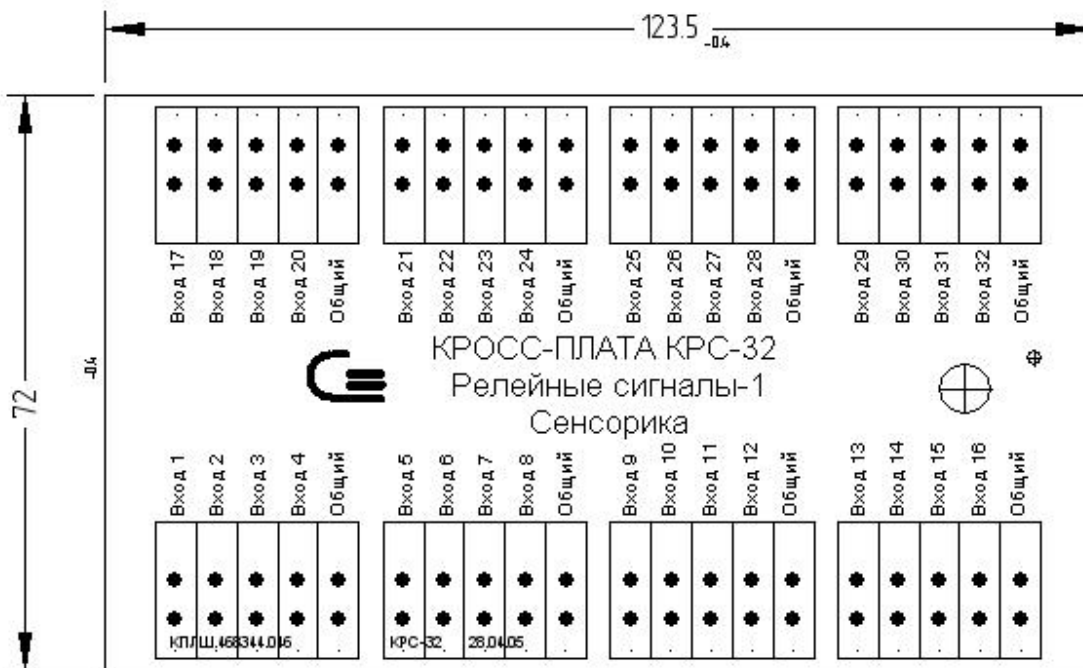 123.5 -0.4
72 -0.4
Вход 17 Вход 18 Вход 19 Вход 20 Общий Вход 21 Вход 22 Вход 23 Вход 24 Общий Вход 25 Вход 26 Вход 27 Вход 28 Общий Вход 29 Вход 30 Вход 31 Вход 32 Общий
КРОСС-ПЛАТА КРС-32
Релейные сигналы-1
Сенсорика
Вход 1 Вход 2 Вход 3 Вход 4 Общий Вход 5 Вход 6 Вход 7 Вход 8 Общий Вход 9 Вход 10 Вход 11 Вход 12 Общий Вход 13 Вход 14 Вход 15 Вход 16 Общий
КПЛШ.468344.046 КРС-32 28.04.05